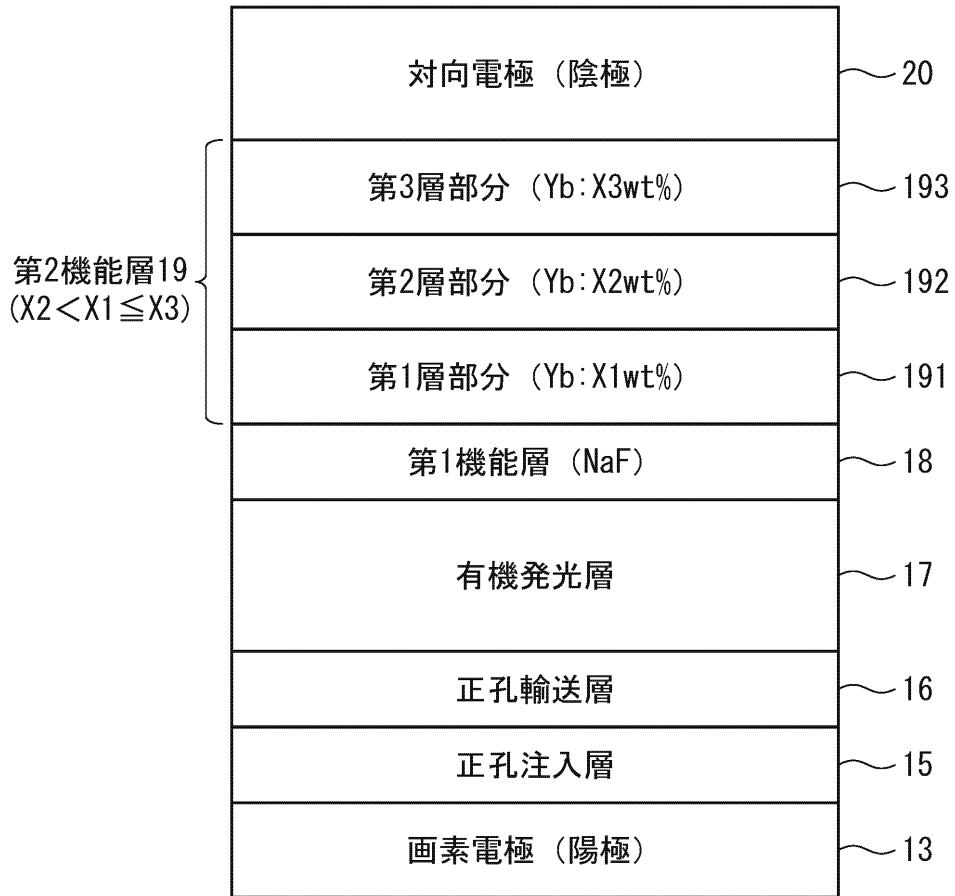 対向電極（陰極）
20
第3層部分（Yb：X3wt%）
193
第2機能層19
(X2＜X1≦X3)
第2層部分（Yb：X2wt%）
192
第1層部分（Yb：X1wt%）
191
第1機能層（NaF）
18
有機発光層
17
正孔輸送層
16
正孔注入層
15
画素電極（陽極）
13